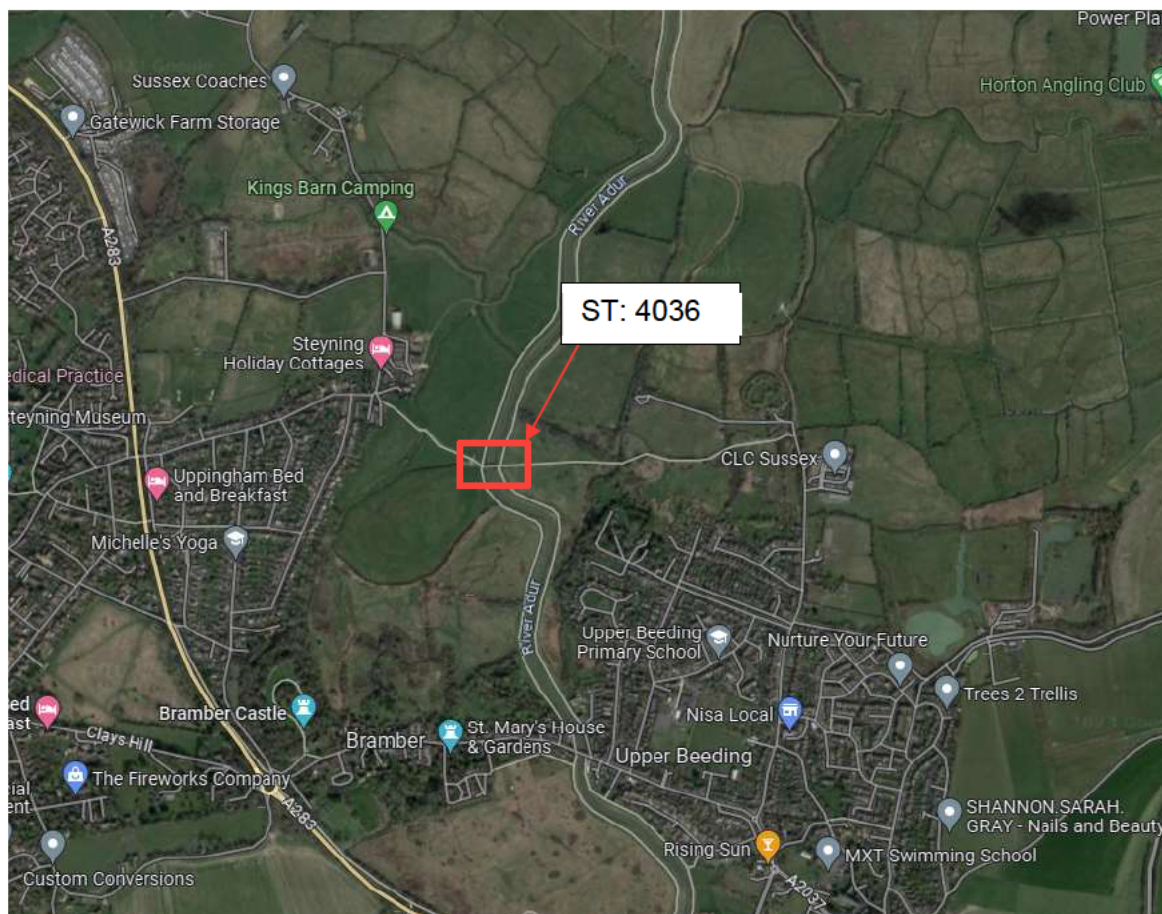 Power Pla
Sussex Coaches
Horton Angling Club
Gatewick Farm Storage
Kings Barn Camping
River Adur
A283
ST: 4036
Steyning
Holiday Cottages
edical Practice
Steyning Museum
CLC Sussex
Uppingham Bed
and Breakfast
Michelle's Yoga
River Adur
Upper Beeding
Primary School
Nurture Your Future
Trees 2 Trellis
ed
ast
Bramber Castle
Nisa Local
Clays Hill
Bramber
St. Mary's House
& Gardens
Upper Beeding
The Fireworks Company
cial
ent
A283
SHANNON.SARAH.
GRAY - Nails and Beauty
Rising Sun
MXT Swimming School
Custom Conversions
A2037